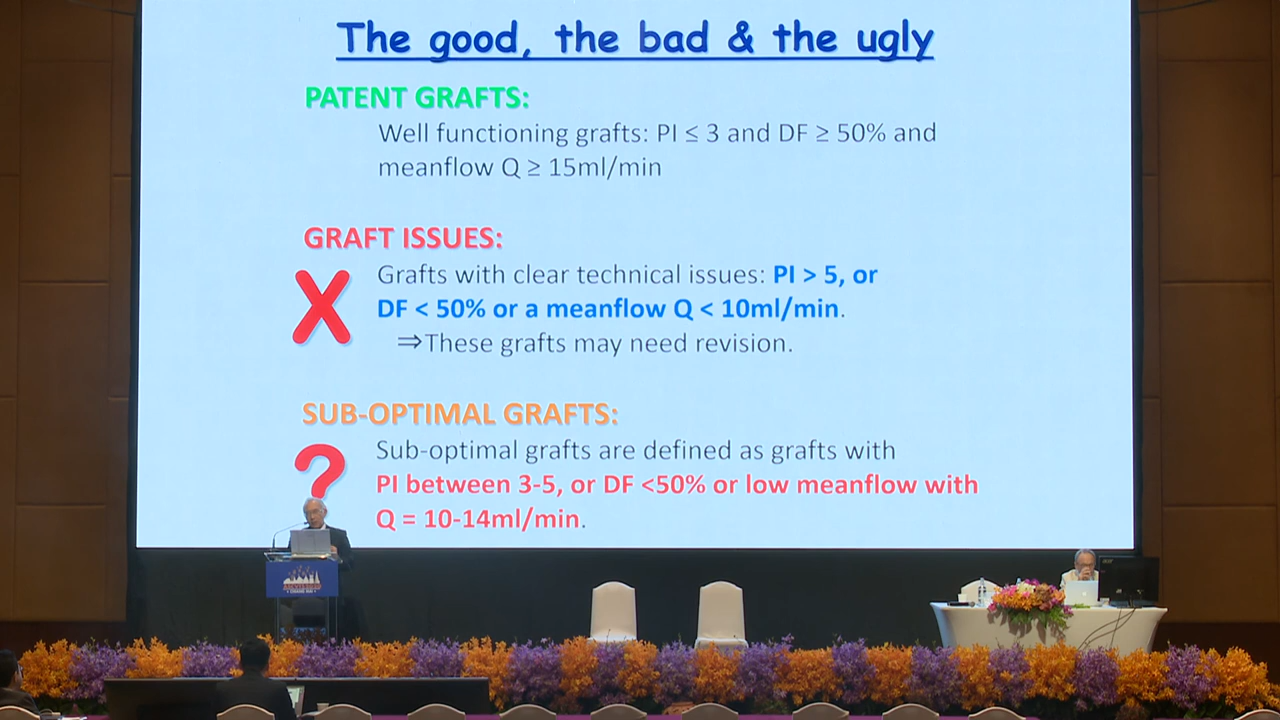 The good, the bad & the ugly
PATENT GRAFTS:
Well functioning grafts: PI ≤ 3 and DF ≥ 50% and
meanflow Q ≥ 15ml/min
GRAFT ISSUES:
X
Grafts with clear technical issues: PI > 5, or
DF < 50% or a meanflow Q < 10ml/min.
⇒These grafts may need revision.
SUB-OPTIMAL GRAFTS:
?
Sub-optimal grafts are defined as grafts with
PI between 3-5, or DF <50% or low meanflow with
Q = 10-14ml/min.